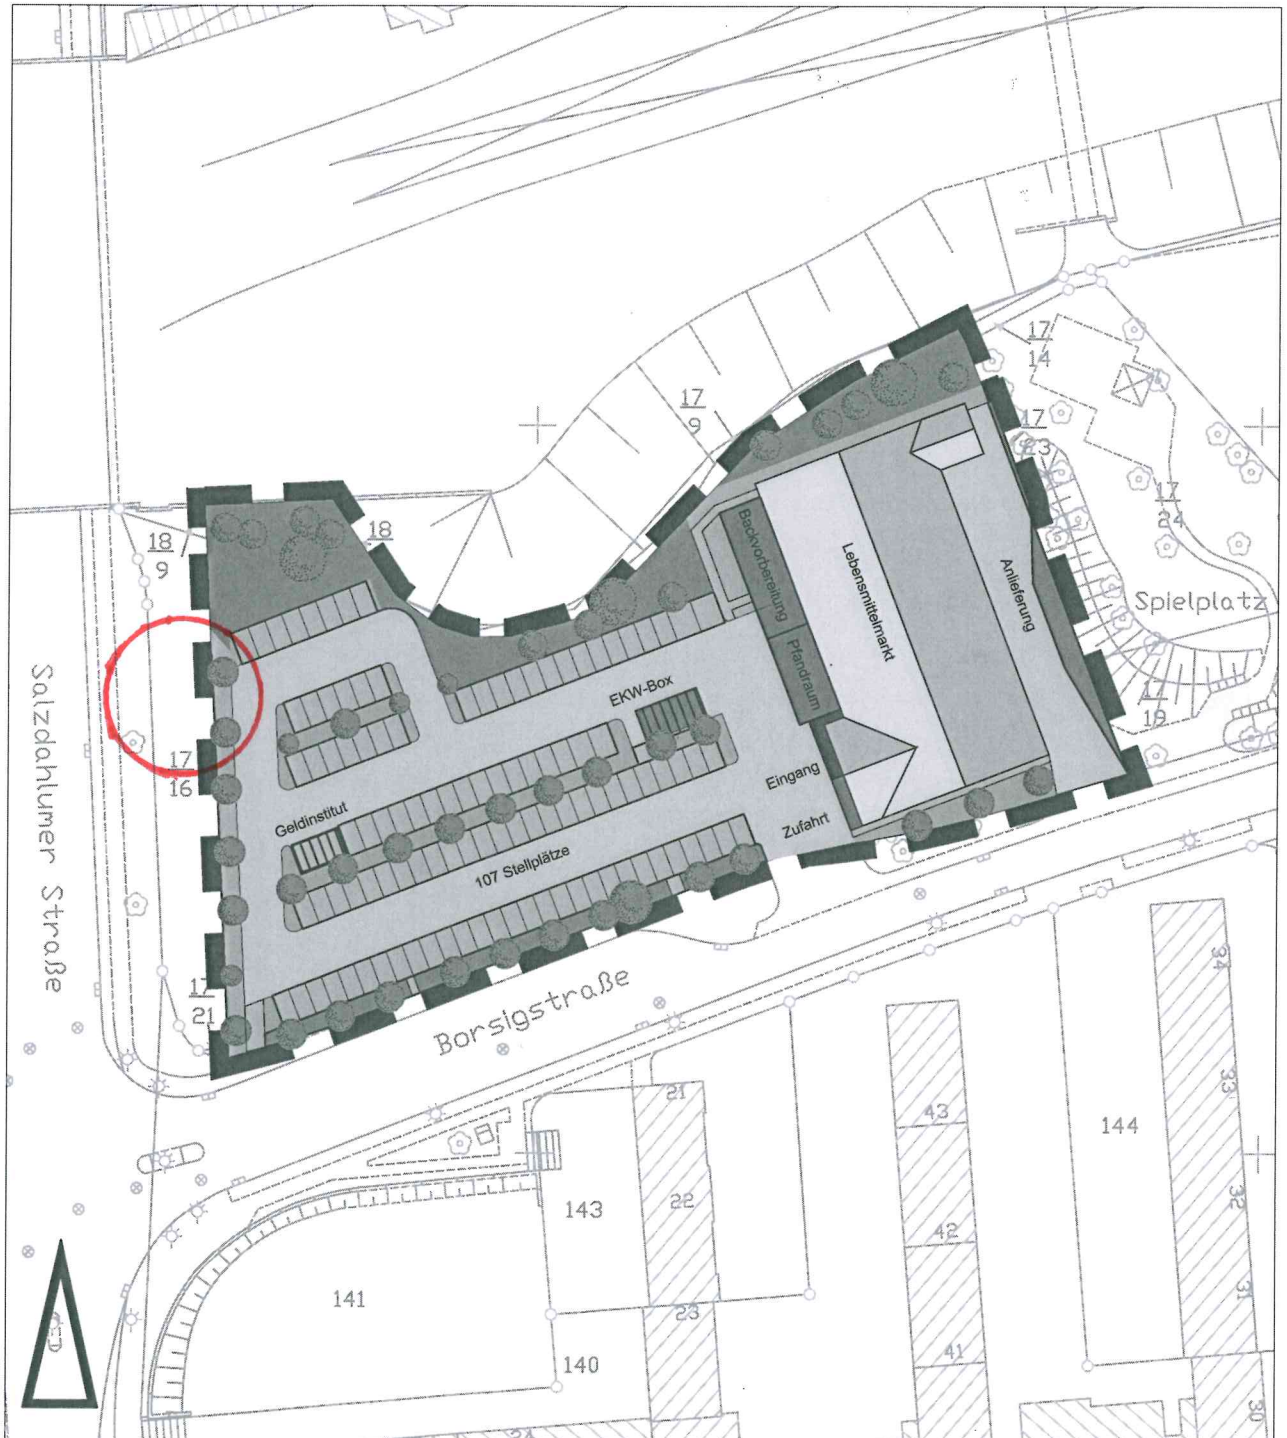 17
14
17
9
17
23
18
18
9
17
24
Backvorbereitung
Lebensmittelmarkt
Anlieferung
Spielplatz
Pfandraum
EKW-Box
17
19
Salzdahlumer Straße
17
16
Eingang
Geldinstitut
Zufahrt
107 Stellplätze
17
21
Borsigstraße
34
21
33
43
144
22
143
32
42
141
23
31
140
41
30